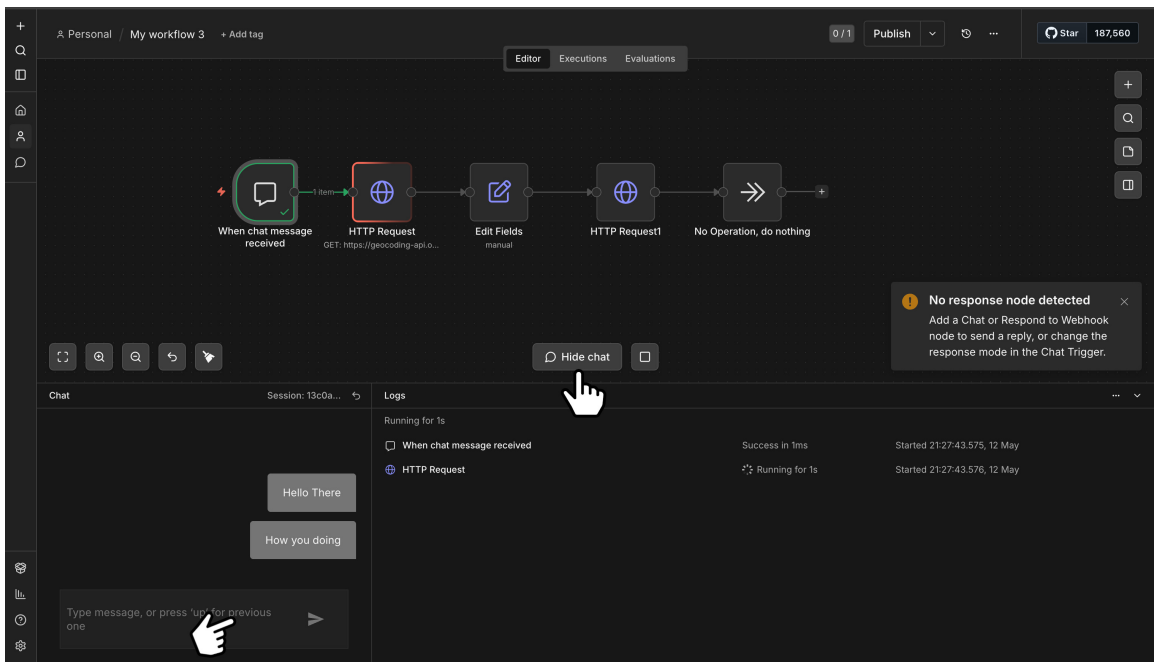 Personal / My workflow 3 + Add tag
0 / 1
Publish
Star 187,560
Editor Executions Evaluations
1 item
When chat message
received
HTTP Request
GET: https://geocoding-api.o...
Edit Fields
manual
HTTP Request1
No Operation, do nothing
No response node detected
Add a Chat or Respond to Webhook
node to send a reply, or change the
response mode in the Chat Trigger.
Hide chat
Chat Session: 13c0a...
Logs
Running for 1s
When chat message received Success in 1ms Started 21:27:43.575, 12 May
HTTP Request Running for 1s Started 21:27:43.576, 12 May
Hello There
How you doing
Type message, or press 'up' for previous
one